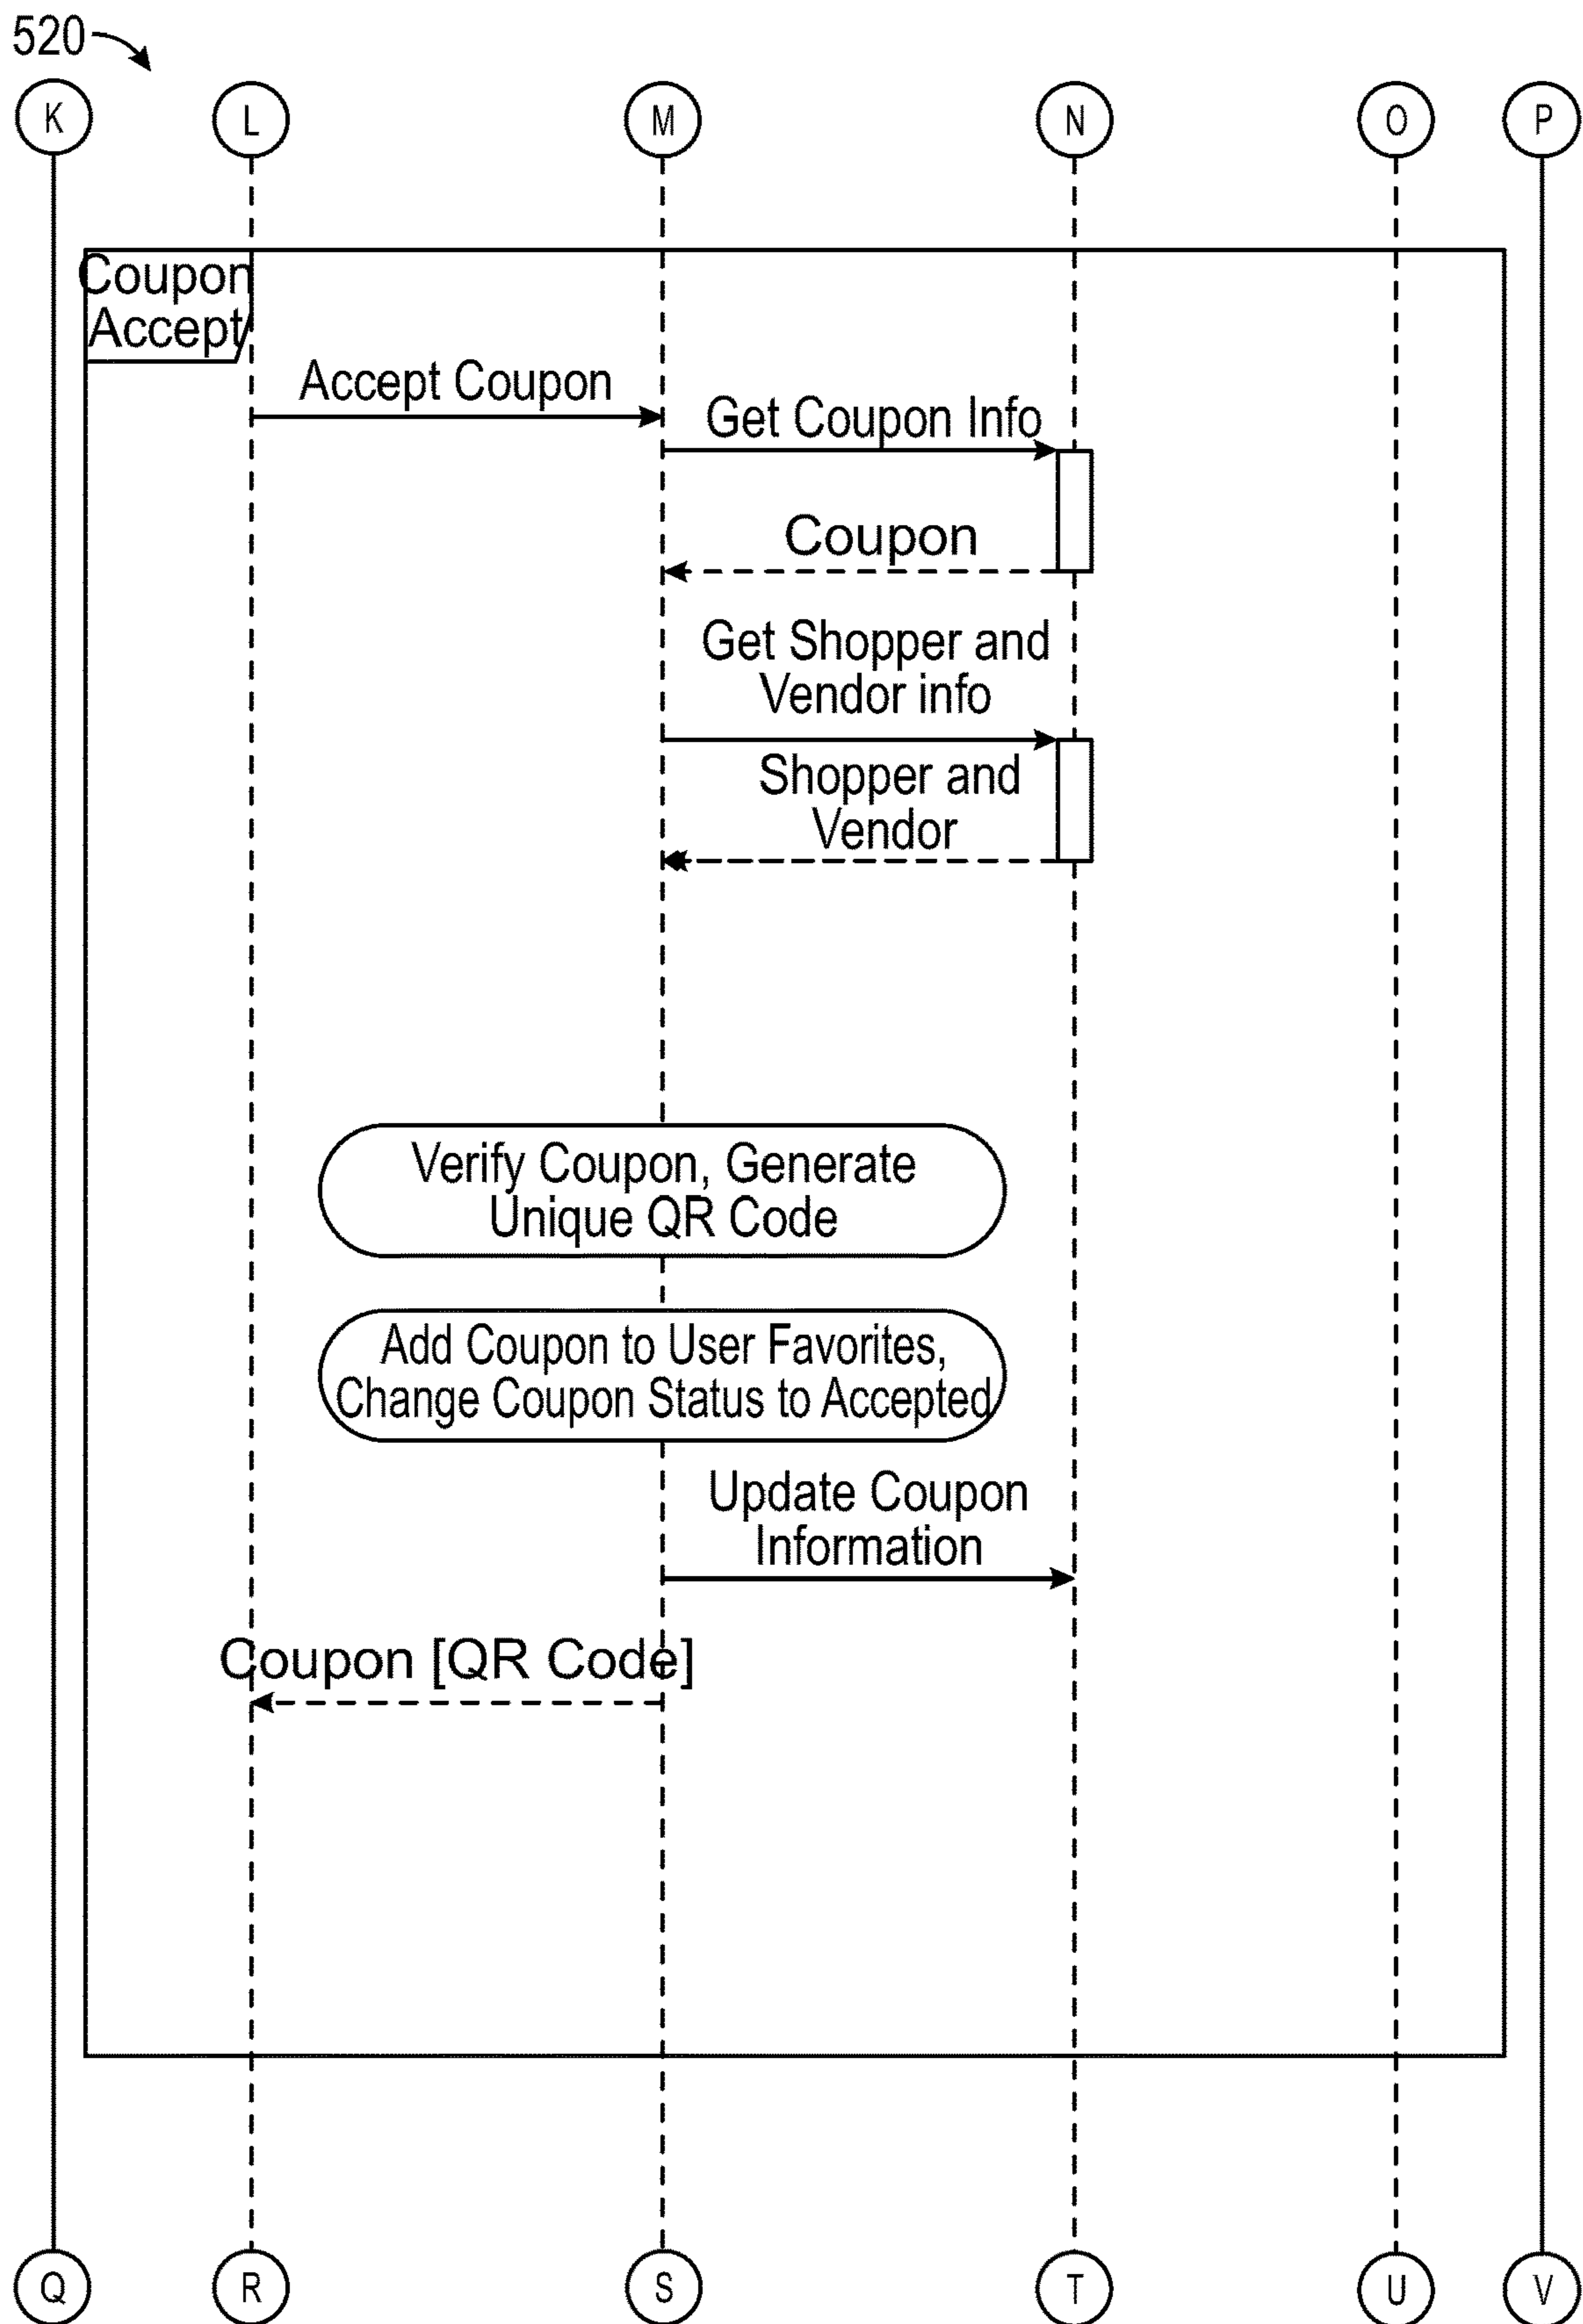 520
K L M N O P
Coupon
Accept
Accept Coupon
Get Coupon Info
Coupon
Get Shopper and
Vendor info
Shopper and
Vendor
Verify Coupon, Generate
Unique QR Code
Add Coupon to User Favorites,
Change Coupon Status to Accepted
Update Coupon
Information
Coupon [QR Code]
Q R S T U V